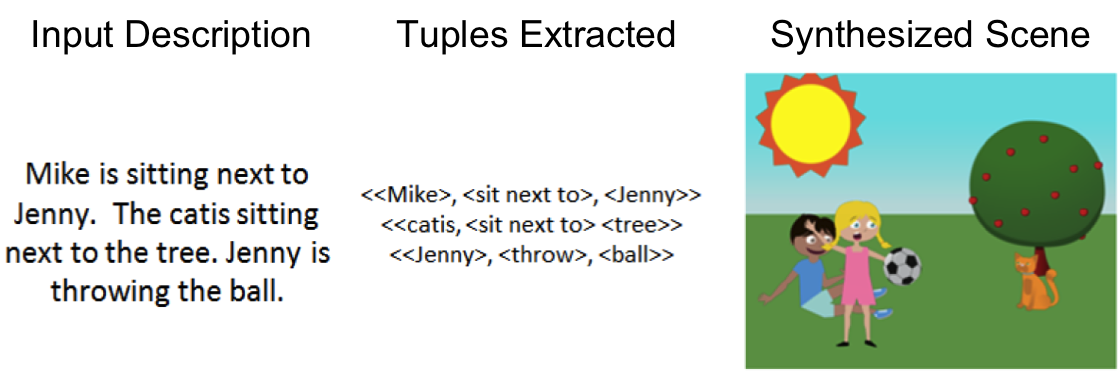 Input Description
Tuples Extracted
Synthesized Scene
Mike is sitting next to
Jenny.  The catis sitting
next to the tree. Jenny is
throwing the ball.
<<Mike>, <sit next to>, <Jenny>>
<<catis, <sit next to> <tree>>
<<Jenny>, <throw>, <ball>>